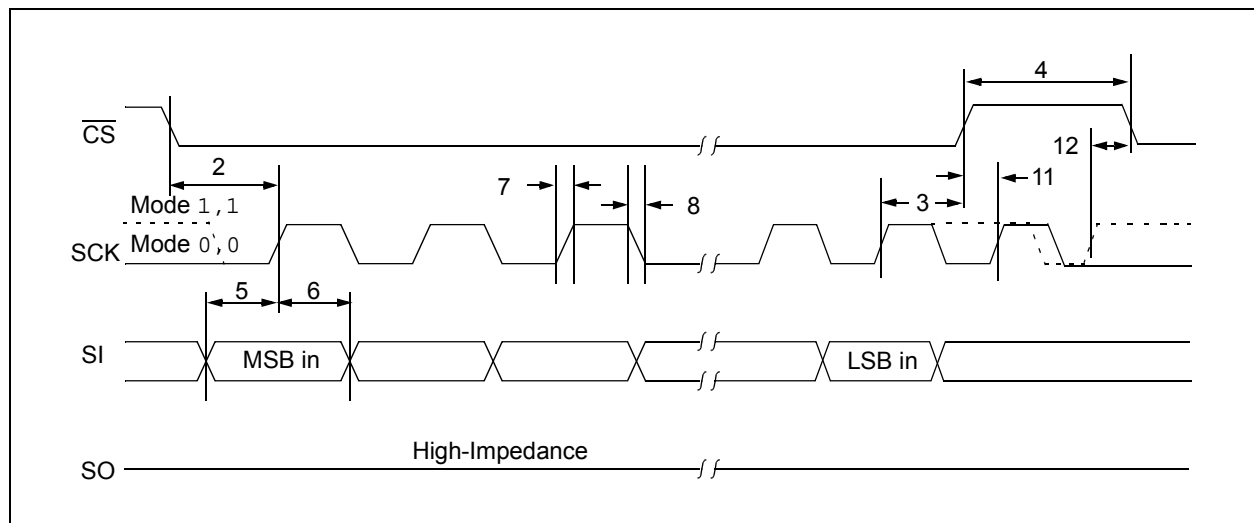 4
CS
12
2
7
8
3
11
Mode 1,1
Mode 0,0
SCK
5
6
SI
MSB in
LSB in
High-Impedance
SO